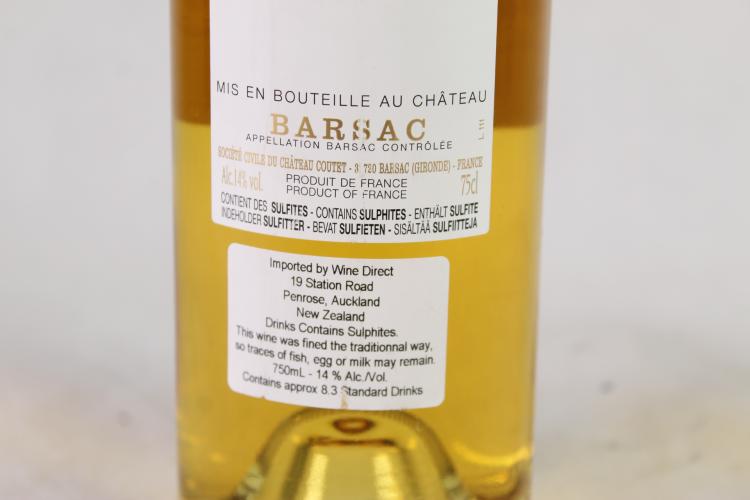 MIS EN BOUTEILLE AU CHÂTEAU
BARSAC
APPELLATION BARSAC CONTRÔLÉE
L.III
SOCIÉTÉ CIVILE DU CHÂTEAU COUTET - 3 720 BARSAC (GIRONDE) - FRANCE
Alc.14% vol.
PRODUIT DE FRANCE
PRODUCT OF FRANCE
75cl
CONTIENT DES SULFITES - CONTAINS SULPHITES - ENTHÄLT SULFITE
INDEHOLDER SULFITTER - BEVAT SULFIETEN - SISÄLTÄÄ SULFIITTEJA
Imported by Wine Direct
19 Station Road
Penrose, Auckland
New Zealand
Drinks Contains Sulphites.
This wine was fined the traditionnal way,
so traces of fish, egg or milk may remain.
750mL - 14 % Alc./Vol.
Contains approx 8.3 Standard Drinks